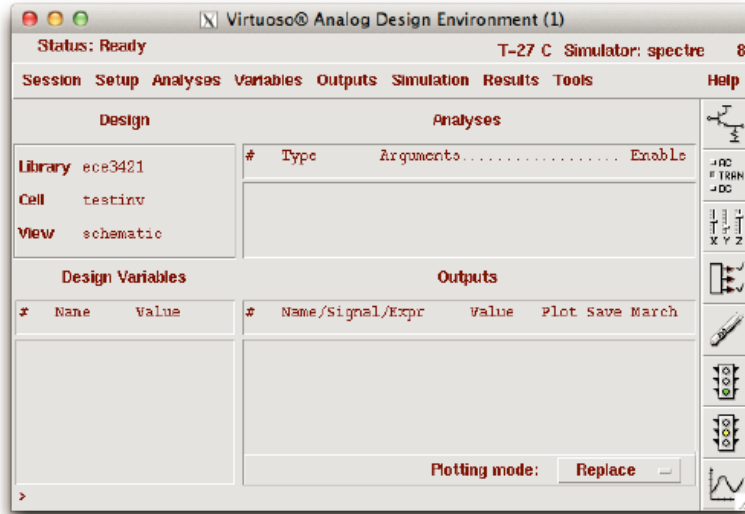 Virtuoso® Analog Design Environment (1)
Status: Ready
T=27 C Simulator: spectre 8
Session Setup Analyses Variables Outputs Simulation Results Tools Help
Design
Analyses
Library ece3421
Cell testinv
View schematic
# Type Arguments.................. Enable
AC
TRAN
DC
X Y Z
Design Variables
Outputs
# Name Value
# Name/Signal/Expr Value Plot Save March
Plotting mode: Replace
>